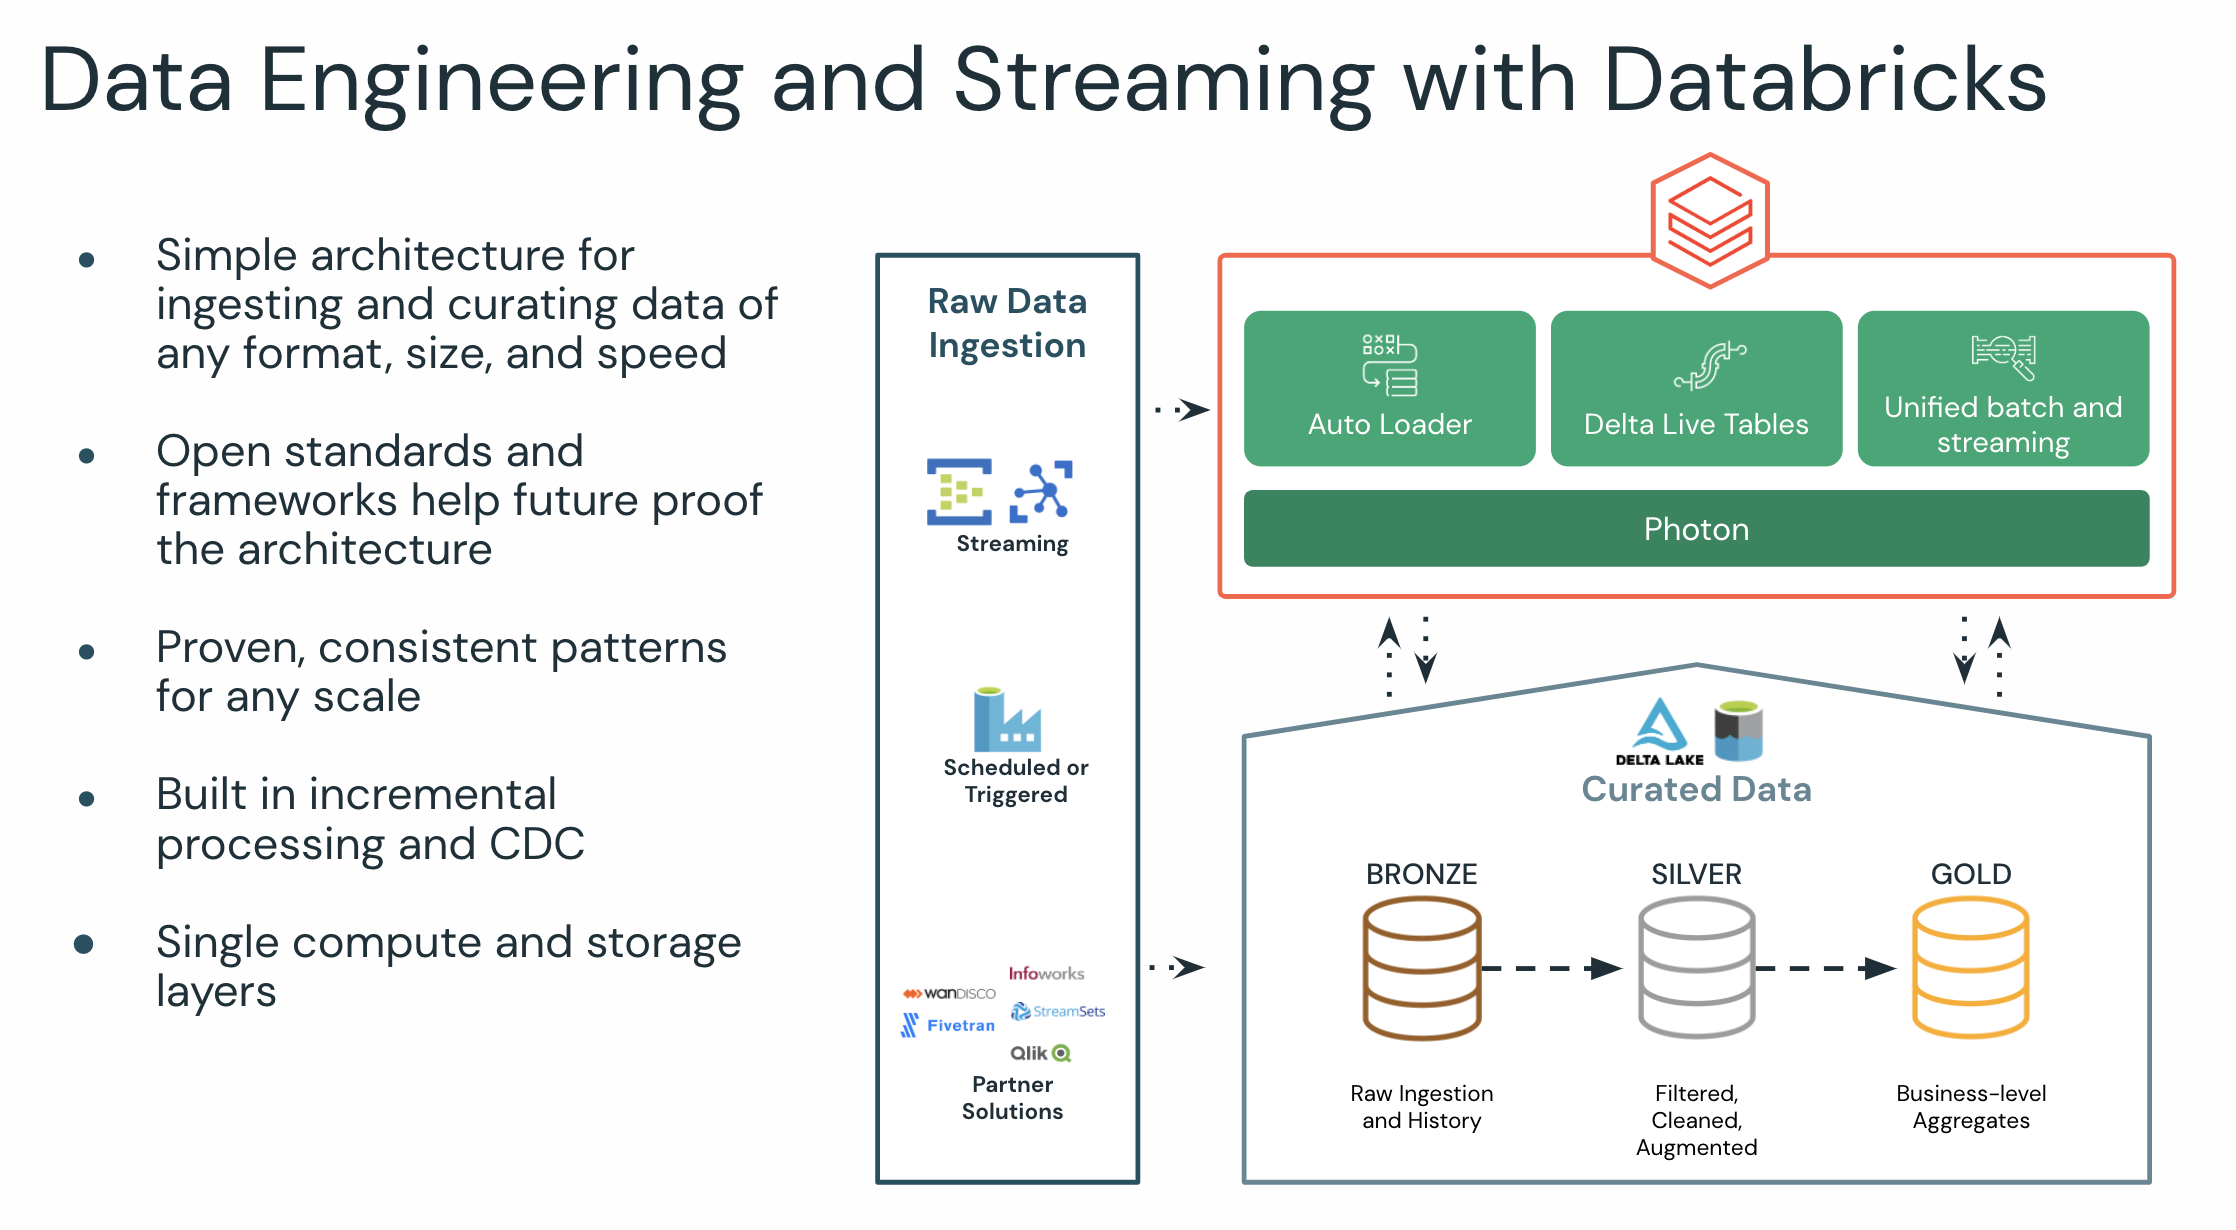 Data Engineering and Streaming with Databricks
Simple architecture for
ingesting and curating data of
any format, size, and speed
Open standards and
frameworks help future proof
the architecture
Proven, consistent patterns
for any scale
Built in incremental
processing and CDC
Single compute and storage
layers
Raw Data
Ingestion
Streaming
Scheduled or
Triggered
Infoworks
WANDISCO
StreamSets
Fivetran
Qlik
Partner
Solutions
Auto Loader
Delta Live Tables
Unified batch and
streaming
Photon
DELTA LAKE
Curated Data
BRONZE
SILVER
GOLD
Raw Ingestion
and History
Filtered,
Cleaned,
Augmented
Business-level
Aggregates